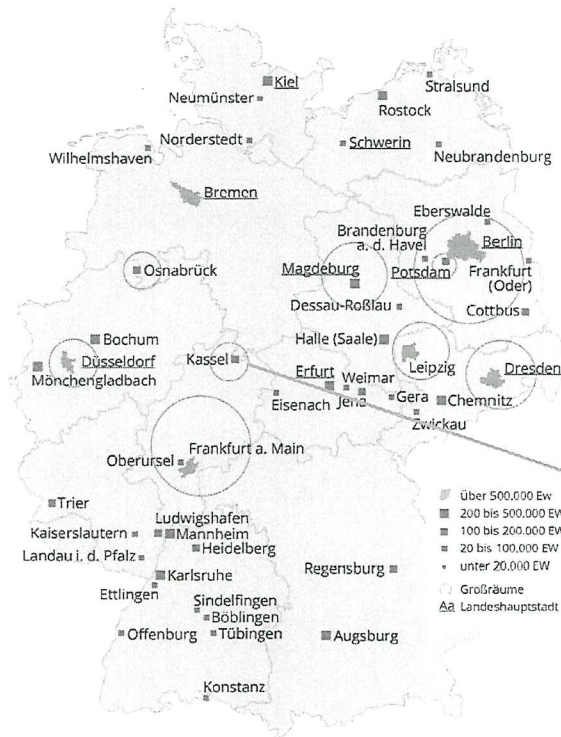 Kiel
Stralsund
Neumünster
Rostock
Norderstedt
Schwerin
Wilhelmshaven
Neubrandenburg
Bremen
Eberswalde
Brandenburg
a. d. Havel
Berlin
Osnabrück
Magdeburg
Potsdam
Frankfurt
(Oder)
Dessau-Roßlau
Cottbus
Bochum
Halle (Saale)
Düsseldorf
Kassel
Leipzig
Dresden
Mönchengladbach
Erfurt
Weimar
Eisenach
Jena
Gera
Chemnitz
Zwickau
Frankfurt a. Main
Oberursel
Trier
Ludwigshafen
Kaiserslautern
Mannheim
Landau i. d. Pfalz
Heidelberg
Karlsruhe
Regensburg
Ettlingen
Sindelfingen
Böblingen
Offenburg
Tübingen
Augsburg
Konstanz
über 500.000 Ew
200 bis 500.000 EW
100 bis 200.000 EW
20 bis 100.000 EW
unter 20.000 EW
Großräume
Aa Landeshauptstadt